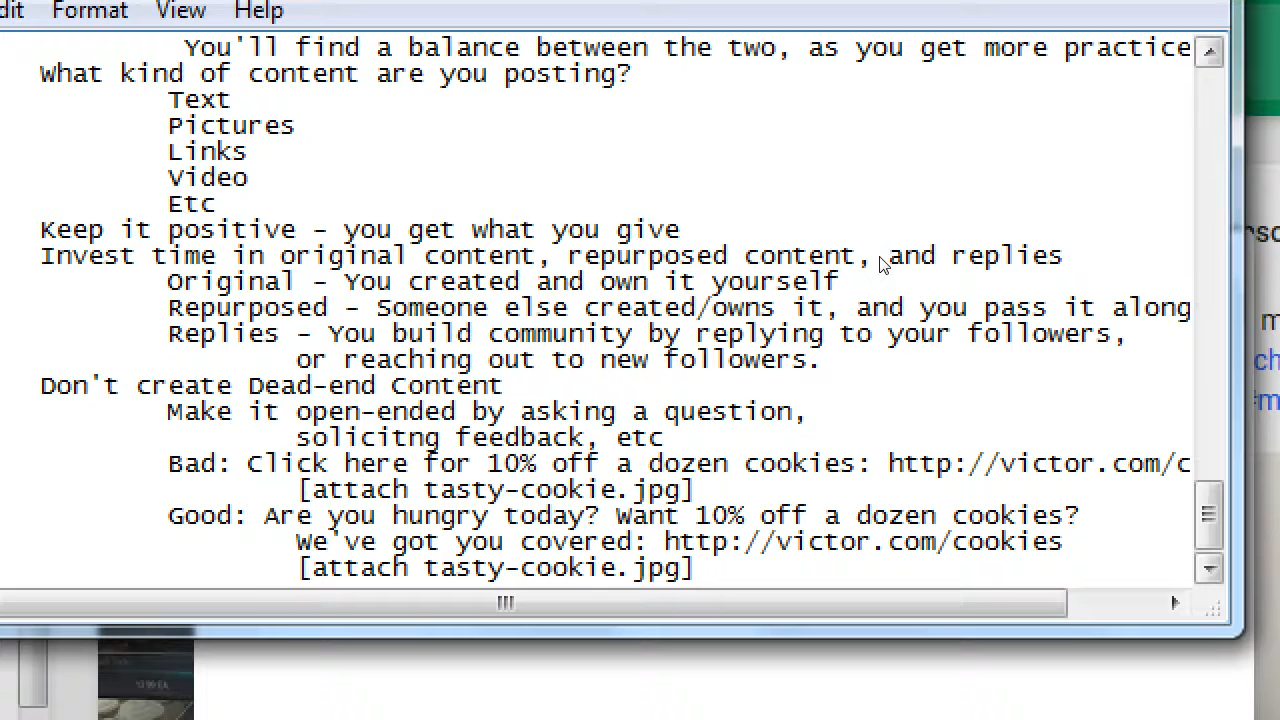 Format View Help
You'll find a balance between the two, as you get more practice
What kind of content are you posting?
Text
Pictures
Links
Video
Etc
Keep it positive - you get what you give
Invest time in original content, repurposed content, and replies
Original - You created and own it yourself
Repurposed - Someone else created/owns it, and you pass it along
Replies - You build community by replying to your followers,
or reaching out to new followers.
Don't create Dead-end Content
Make it open-ended by asking a question,
solicitng feedback, etc
Bad: Click here for 10% off a dozen cookies: http://victor.com/c
[attach tasty-cookie.jpg]
Good: Are you hungry today? Want 10% off a dozen cookies?
We've got you covered: http://victor.com/cookies
[attach tasty-cookie.jpg]